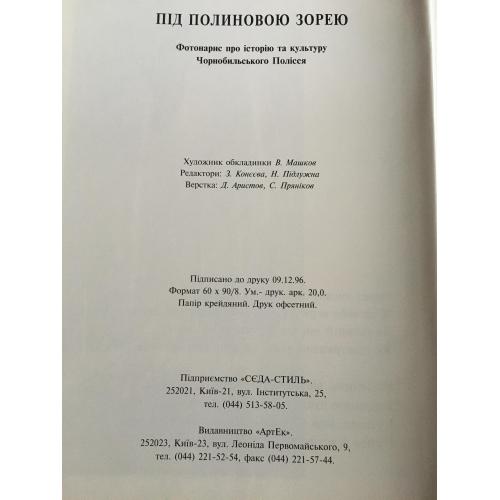 ПІД ПОЛИНОВОЮ ЗОРЕЮ
Фотонарис про історію та культуру
Чорнобильського Полісся
Художник обкладинки В. Машков
Редактори: З. Конєєва, Н. Підлужна
Верстка: Д. Аристов, С. Пряніков
Підписано до друку 09.12.96.
Формат 60 x 90/8. Ум.- друк. арк. 20,0.
Папір крейдяний. Друк офсетний.
Підприємство «СЄДА-СТИЛЬ».
252021, Київ-21, вул. Інститутська, 25,
тел. (044) 513-58-05.
Видавництво «АртЕк».
252023, Київ-23, вул. Леоніда Первомайського, 9,
тел. (044) 221-52-54, факс (044) 221-57-44.